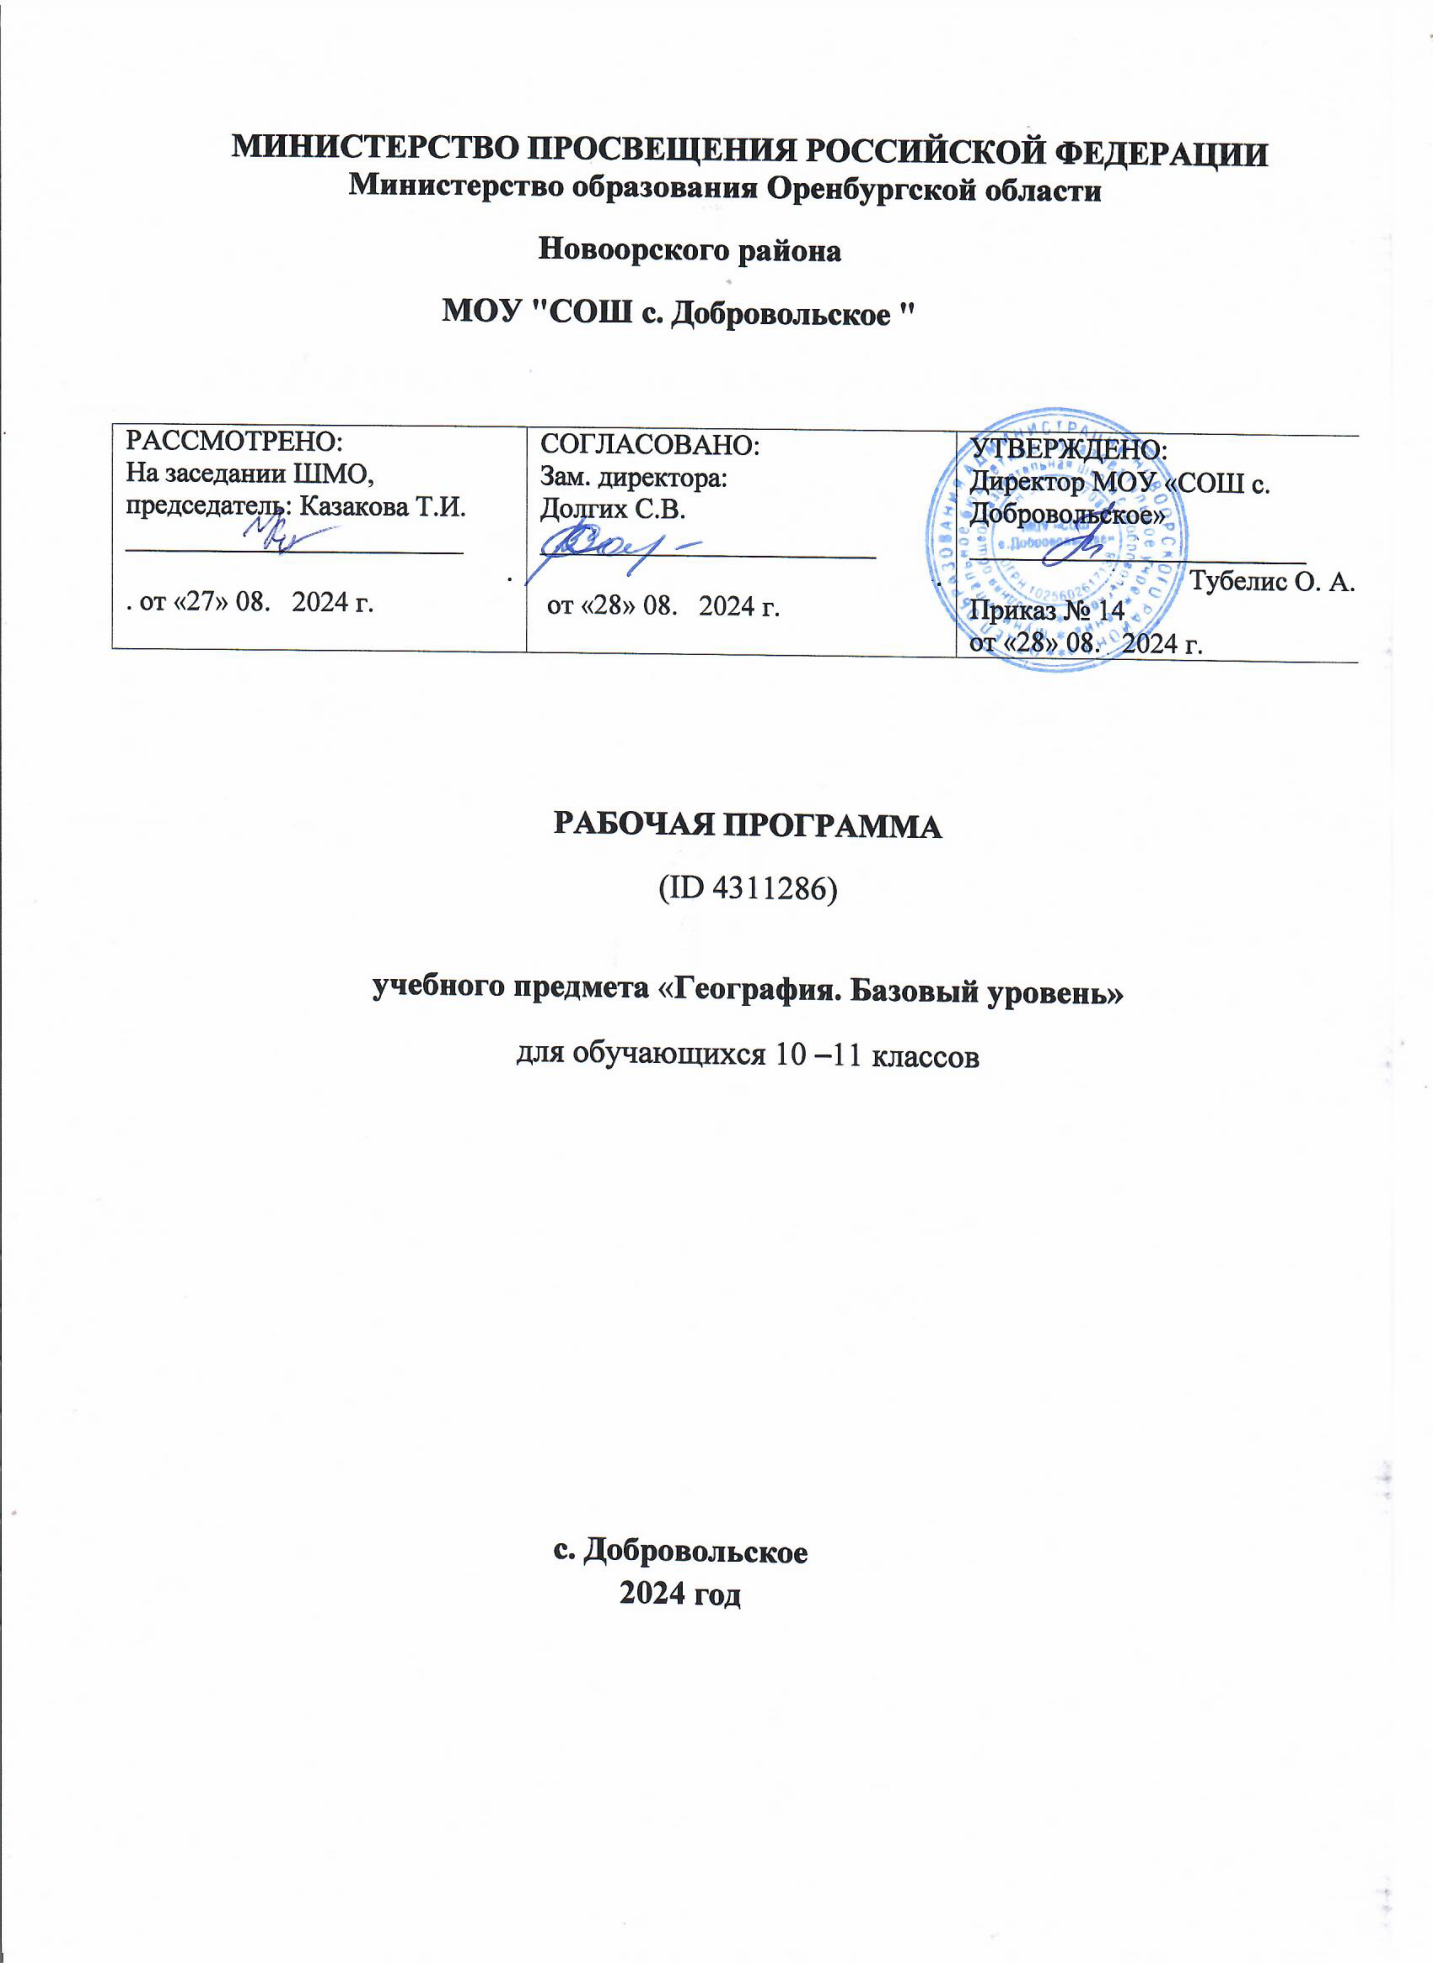 МИНИСТЕРСТВО ПРОСВЕЩЕНИЯ РОССИЙСКОЙ ФЕДЕРАЦИИ
Министерство образования Оренбургской области
Новоорского района
МОУ "СОШ с. Добровольское "
РАССМОТРЕНО:
На заседании ШМО,
председатель: Казакова Т.И.
. от «27» 08. 2024 г.
СОГЛАСОВАНО:
Зам. директора:
Долгих С.В.
от «28» 08. 2024 г.
УТВЕРЖДЕНО:
Директор МОУ «СОШ с.
Добровольское»
Тубелис О. А.
Приказ № 14
от «28» 08. 2024 г.
РАБОЧАЯ ПРОГРАММА
(ID 4311286)
учебного предмета «География. Базовый уровень»
для обучающихся 10 –11 классов
с. Добровольское
2024 год